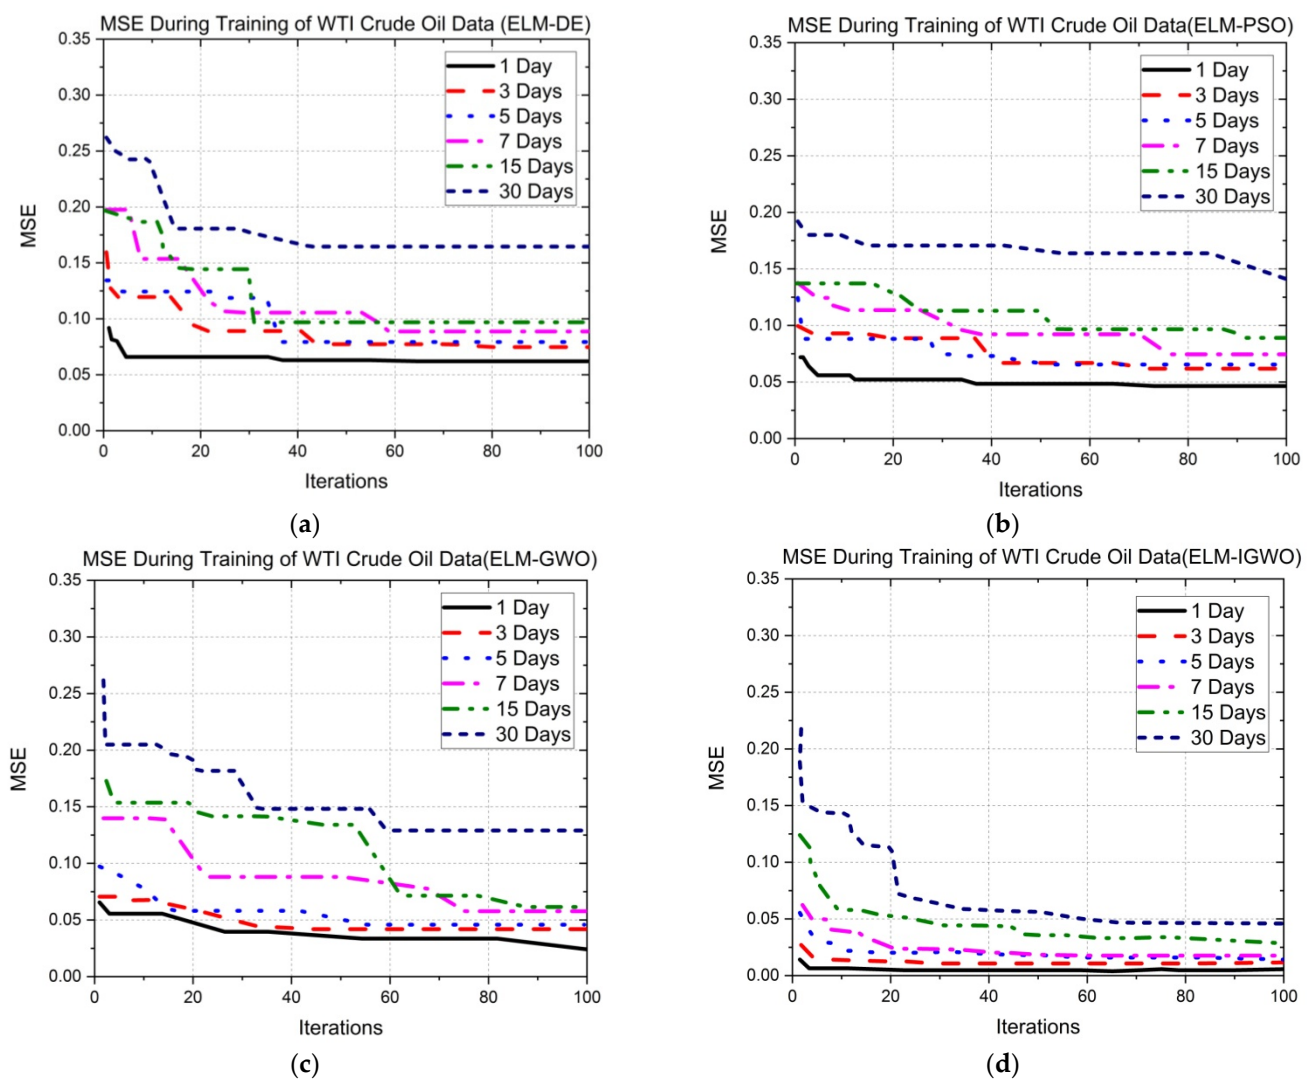 MSE During Training of WTI Crude Oil Data (ELM-DE)
0.35
0.30
0.25
0.20
0.15
0.10
0.05
0.00
MSE
1 Day
3 Days
5 Days
7 Days
15 Days
30 Days
0 20 40 60 80 100
Iterations
(a)
MSE During Training of WTI Crude Oil Data(ELM-PSO)
0.35
0.30
0.25
0.20
0.15
0.10
0.05
0.00
MSE
1 Day
3 Days
5 Days
7 Days
15 Days
30 Days
0 20 40 60 80 100
Iterations
(b)
MSE During Training of WTI Crude Oil Data(ELM-GWO)
0.35
0.30
0.25
0.20
0.15
0.10
0.05
0.00
MSE
1 Day
3 Days
5 Days
7 Days
15 Days
30 Days
0 20 40 60 80 100
Iterations
(c)
MSE During Training of WTI Crude Oil Data(ELM-IGWO)
0.35
0.30
0.25
0.20
0.15
0.10
0.05
0.00
MSE
1 Day
3 Days
5 Days
7 Days
15 Days
30 Days
0 20 40 60 80 100
Iterations
(d)